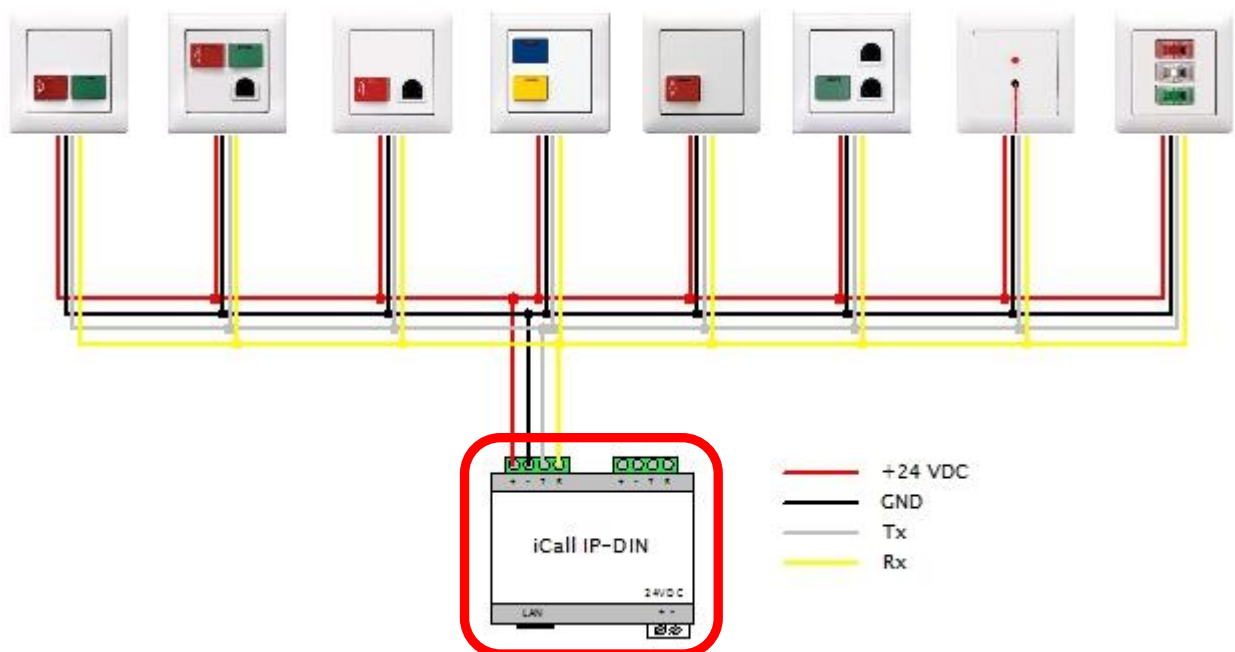 + - T R
+ - T R
iCall IP-DIN
24VDC
LAN
+ -
+24 VDC
GND
Tx
Rx